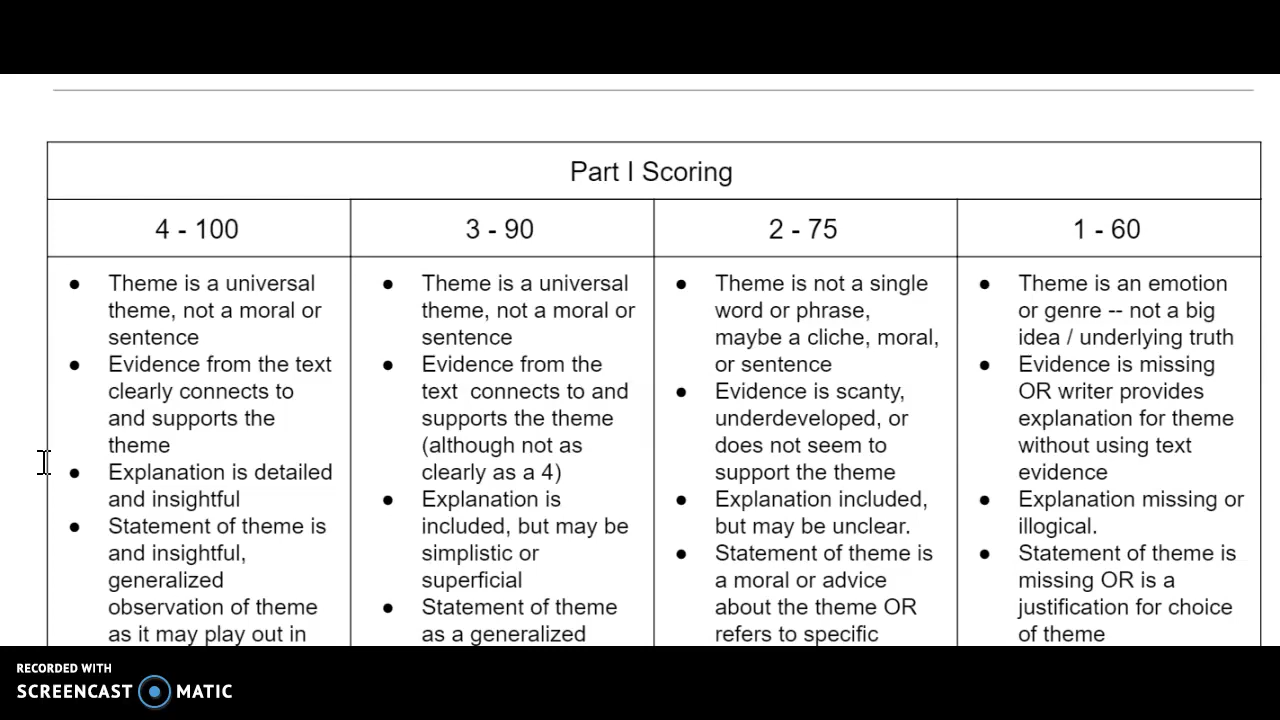 Part I Scoring
4 - 100
3 - 90
2 - 75
1 - 60
● Theme is a universal
theme, not a moral or
sentence
● Evidence from the text
clearly connects to
and supports the
theme
● Explanation is detailed
and insightful
● Statement of theme is
and insightful,
generalized
observation of theme
as it may play out in
● Theme is a universal
theme, not a moral or
sentence
● Evidence from the
text connects to and
supports the theme
(although not as
clearly as a 4)
● Explanation is
included, but may be
simplistic or
superficial
● Statement of theme
as a generalized
● Theme is not a single
word or phrase,
maybe a cliche, moral,
or sentence
● Evidence is scanty,
underdeveloped, or
does not seem to
support the theme
● Explanation included,
but may be unclear.
● Statement of theme is
a moral or advice
about the theme OR
refers to specific
● Theme is an emotion
or genre -- not a big
idea / underlying truth
● Evidence is missing
OR writer provides
explanation for theme
without using text
evidence
● Explanation missing or
illogical.
● Statement of theme is
missing OR is a
justification for choice
of theme
RECORDED WITH
SCREENCAST MATIC